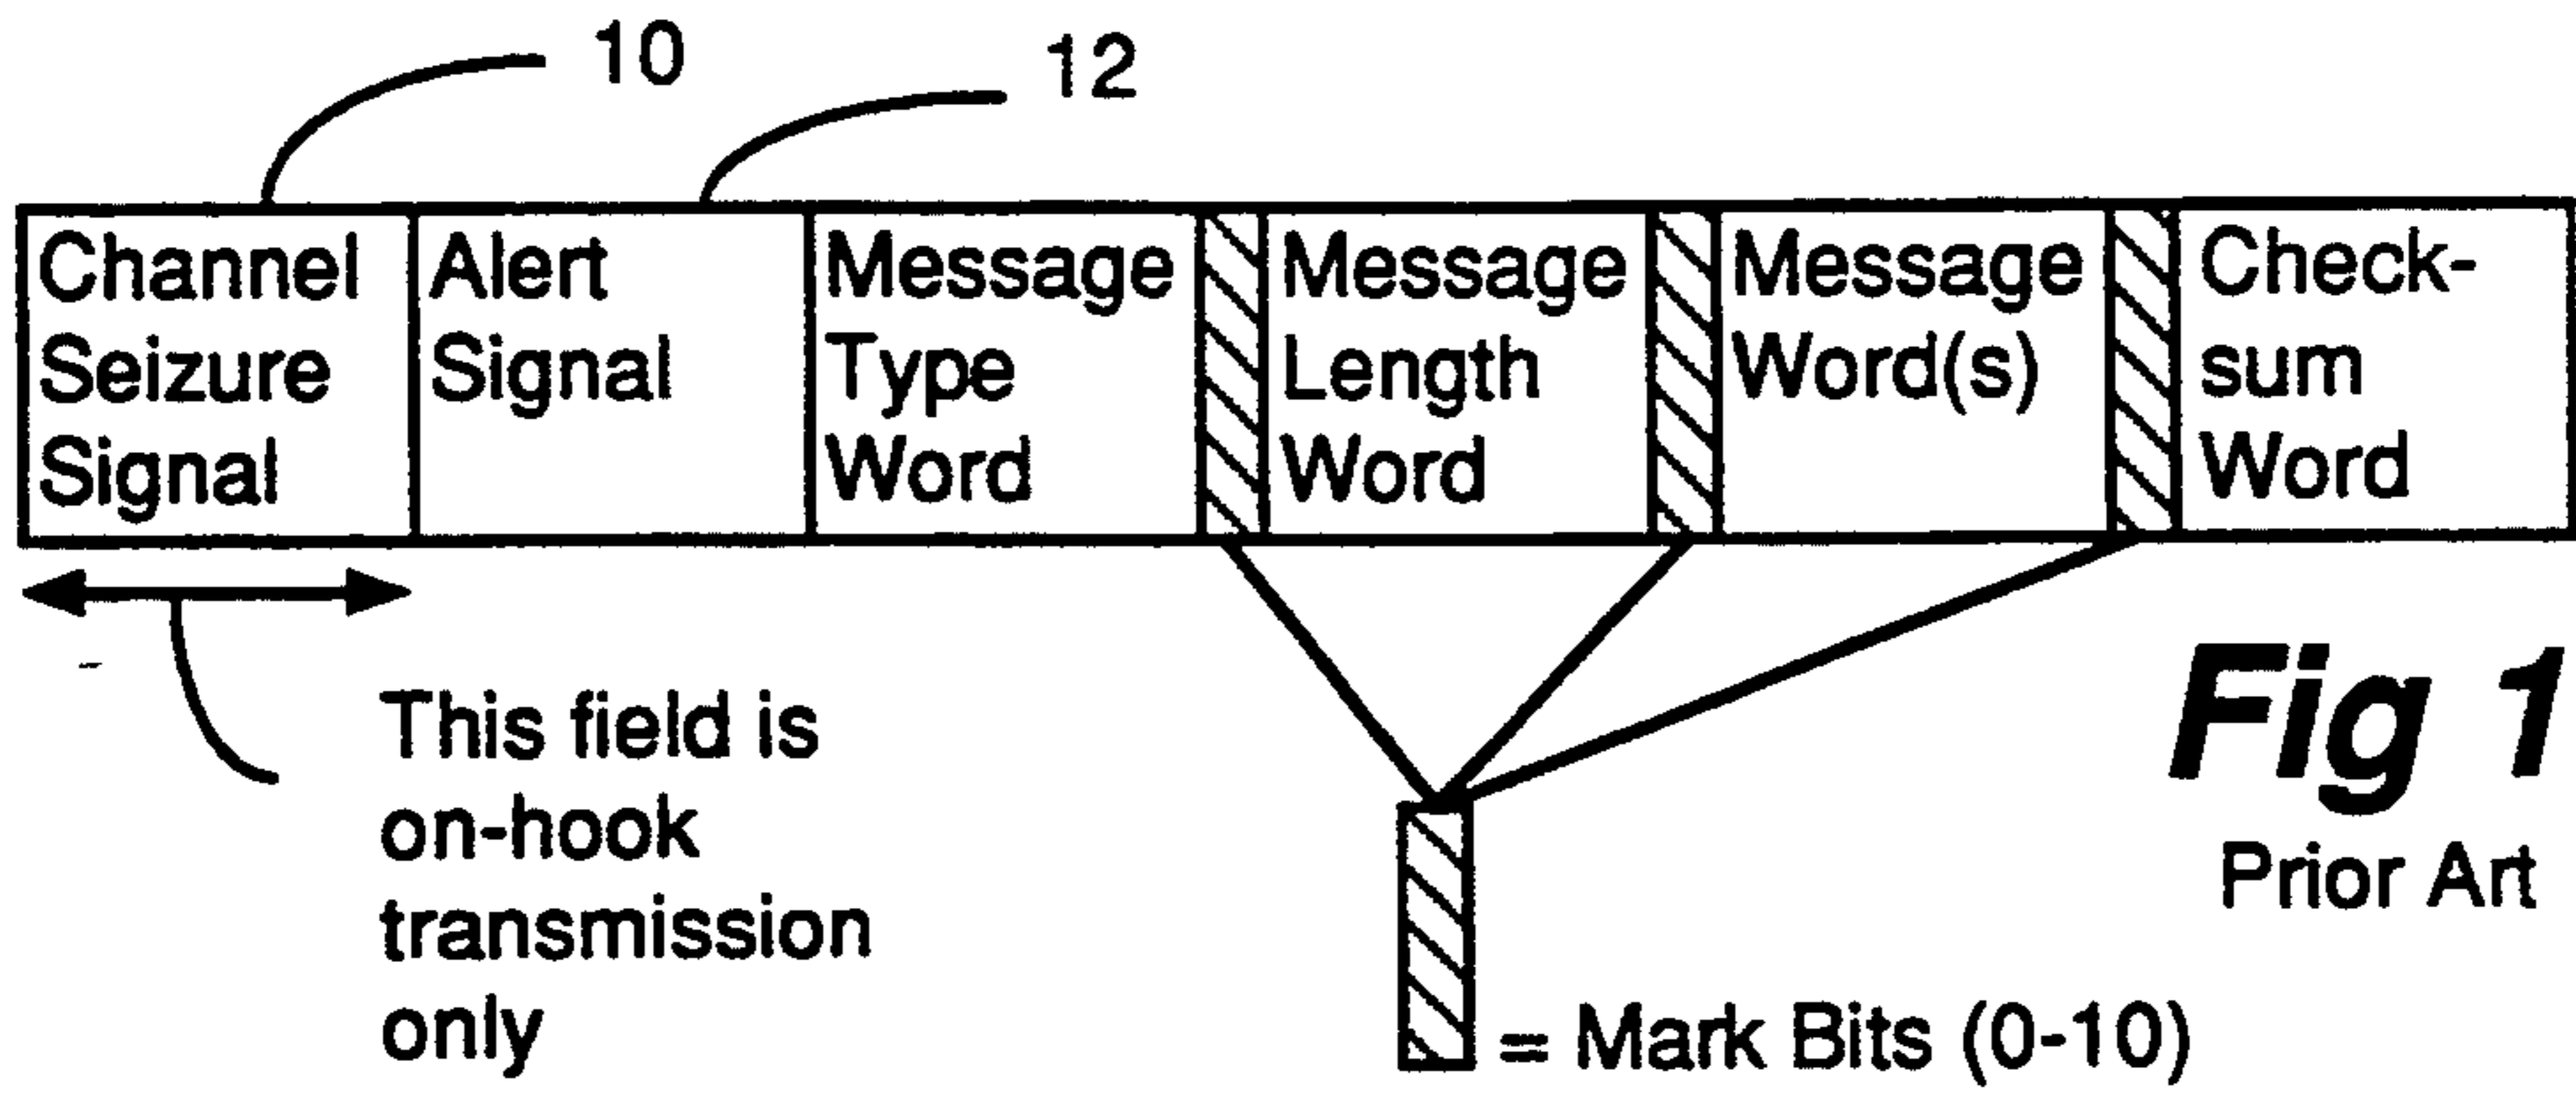 10
12
Channel
Seizure
Signal
Alert
Signal
Message
Type
Word
Message
Length
Word
Message
Word(s)
Check-
sum
Word
This field is
on-hook
transmission
only
= Mark Bits (0-10)
Fig 1
Prior Art